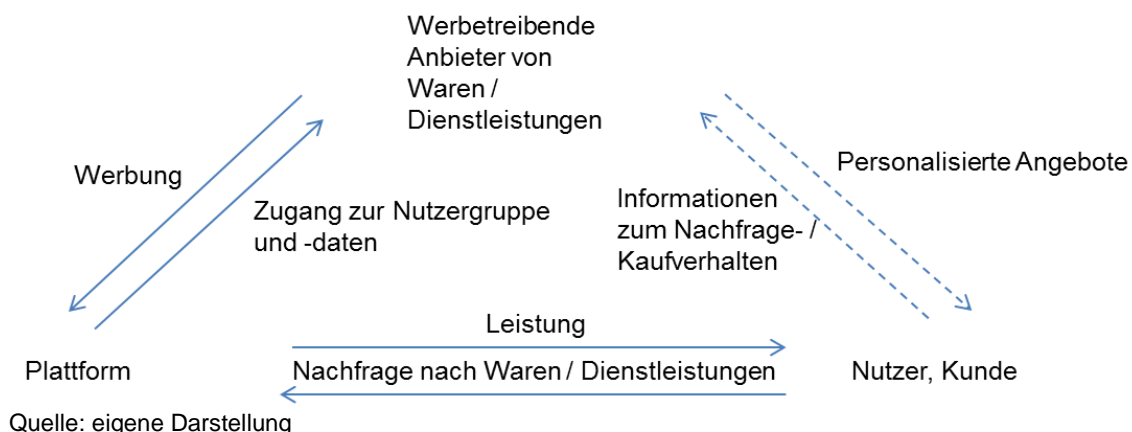 Werbetreibende
Anbieter von
Waren /
Dienstleistungen
Werbung
Personalisierte Angebote
Zugang zur Nutzergruppe
und -daten
Informationen
zum Nachfrage- /
Kaufverhalten
Leistung
Plattform
Nachfrage nach Waren / Dienstleistungen
Nutzer, Kunde
Quelle: eigene Darstellung